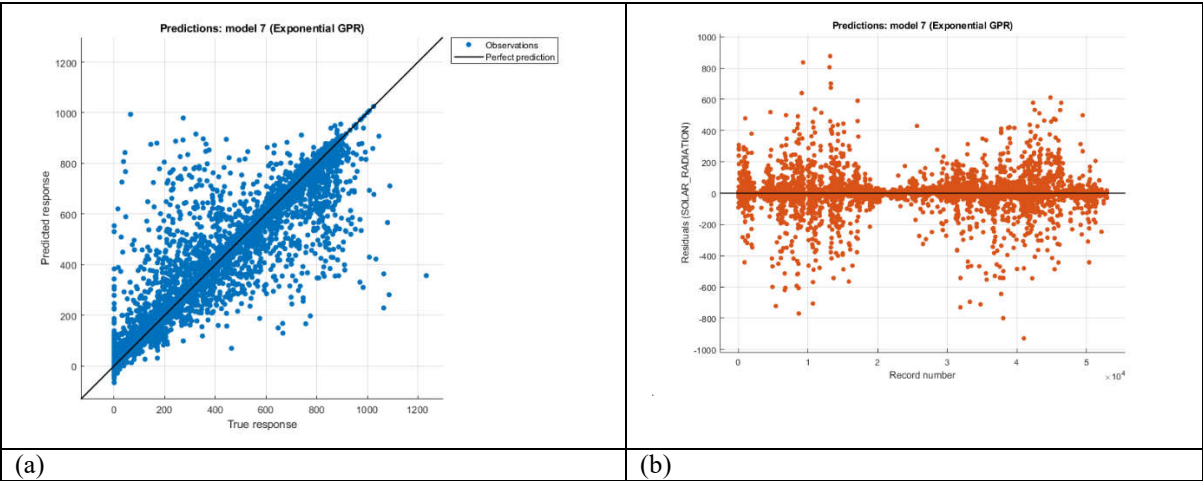 Predictions: model 7 (Exponential GPR)
Observations
Perfect prediction
Predicted response
1200
1000
800
600
400
200
0
0 200 400 600 800 1000 1200
True response
(a)
Predictions: model 7 (Exponential GPR)
Residuals (SOLAR_RADIATION)
1000
800
600
400
200
0
-200
-400
-600
-800
-1000
0 1 2 3 4 5
×10⁴
Record number
(b)